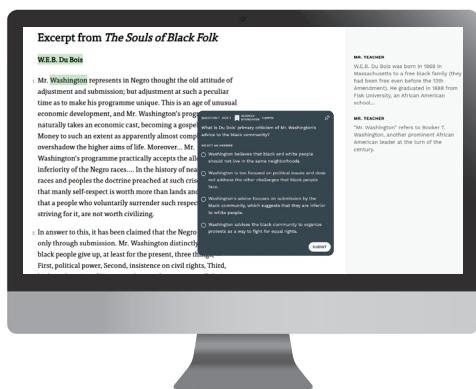 Excerpt from The Souls of Black Folk
W.E.B. Du Bois
1 Mr. Washington represents in Negro thought the old attitude of
adjustment and submission; but adjustment at such a peculiar
time as to make his programme unique. This is an age of unusual
economic development, and Mr. Washington's prog
naturally takes an economic cast, becoming a gospel
Money to such an extent as apparently almost comp
overshadow the higher aims of life. Moreover... Mr.
Washington's programme practically accepts the alle
inferiority of the Negro races.... In the history of nea
races and peoples the doctrine preached at such cris
that manly self-respect is worth more than lands and
that a people who voluntarily surrender such respec
striving for it, are not worth civilizing.
2 In answer to this, it has been claimed that the Negro
only through submission. Mr. Washington distinctly
black people give up, at least for the present, three thing
First, political power, Second, insistence on civil rights, Third,
What is Du Bois' primary criticism of Mr. Washington's
advice to the black community?
SELECT AN ANSWER
Washington believes that black and white people
should not live in the same neighborhoods.
Washington is too focused on political issues and does
not address the other challenges that black people
face.
Washington's advice focuses on submission by the
black community, which suggests that they are inferior
to white people.
Washington advises the black community to organize
protests as a way to fight for equal rights.
SUBMIT
MR. TEACHER
W.E.B. Du Bois was born in 1868 in
Massachusetts to a free black family (they
had been free even before the 13th
Amendment). He graduated in 1888 from
Fisk University, an African American
school...
MR. TEACHER
"Mr. Washington" refers to Booker T.
Washington, another prominent African
American leader at the turn of the
century.